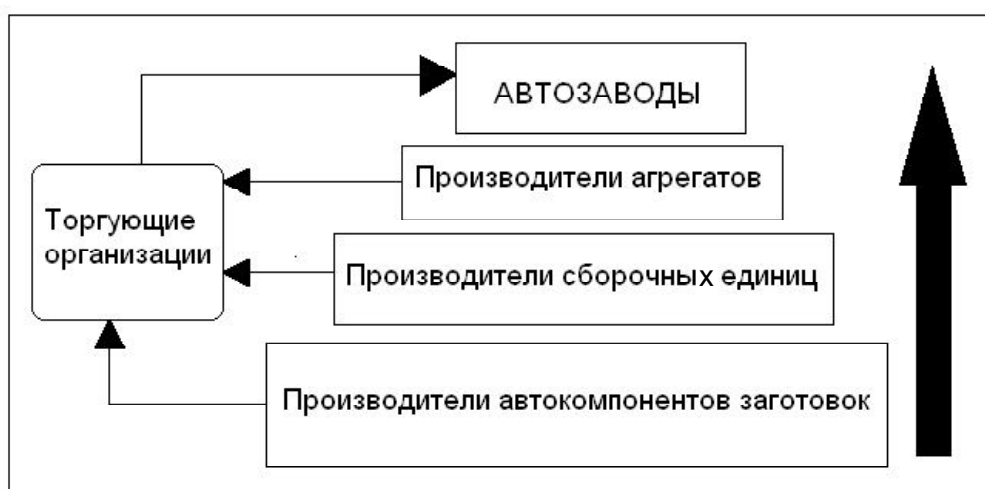 АВТОЗАВОДЫ
Производители агрегатов
Торгующие
организации
Производители сборочных единиц
Производители автокомпонентов заготовок